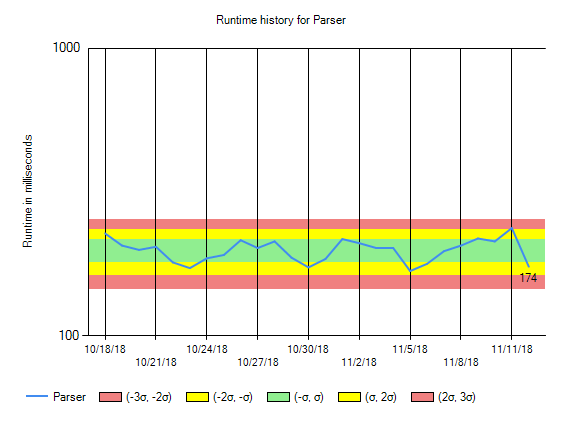 Runtime history for Parser
1000
Runtime in milliseconds
174
100
10/18/18 10/24/18 10/30/18 11/5/18 11/11/18
10/21/18 10/27/18 11/2/18 11/8/18
Parser (-3σ, -2σ) (-2σ, -σ) (-σ, σ) (σ, 2σ) (2σ, 3σ)